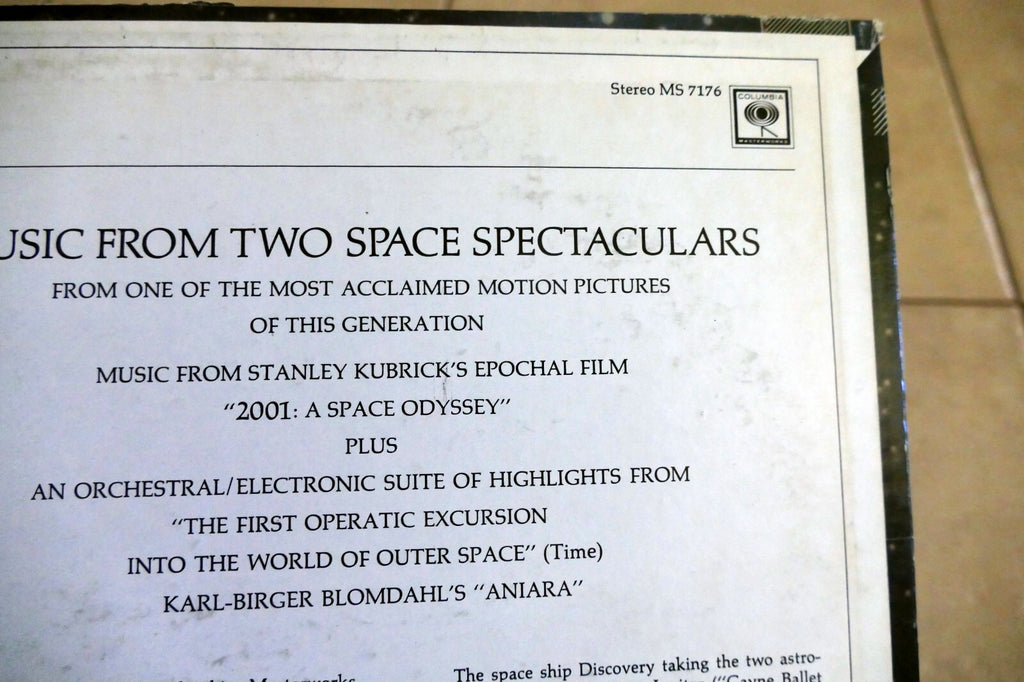 Stereo MS 7176
COLUMBIA
MASTERWORKS
USIC FROM TWO SPACE SPECTACULARS
FROM ONE OF THE MOST ACCLAIMED MOTION PICTURES
OF THIS GENERATION
MUSIC FROM STANLEY KUBRICK'S EPOCHAL FILM
"2001: A SPACE ODYSSEY"
PLUS
AN ORCHESTRAL/ELECTRONIC SUITE OF HIGHLIGHTS FROM
"THE FIRST OPERATIC EXCURSION
INTO THE WORLD OF OUTER SPACE" (Time)
KARL-BIRGER BLOMDAHL'S "ANIARA"
Masterworks
The space ship Discovery taking the two astro-
("Gayne Ballet